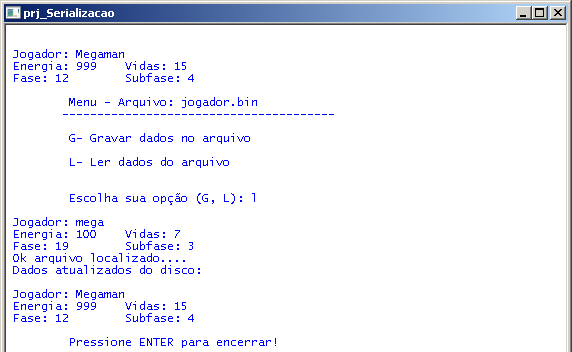 prj_Serializacao
Jogador: Megaman
Energia: 999 Vidas: 15
Fase: 12 Subfase: 4
Menu - Arquivo: jogador.bin
---------------------------------------
G- Gravar dados no arquivo
L- Ler dados do arquivo
Escolha sua opção (G, L): l
Jogador: mega
Energia: 100 Vidas: 7
Fase: 19 Subfase: 3
Ok arquivo localizado....
Dados atualizados do disco:
Jogador: Megaman
Energia: 999 Vidas: 15
Fase: 12 Subfase: 4
Pressione ENTER para encerrar!